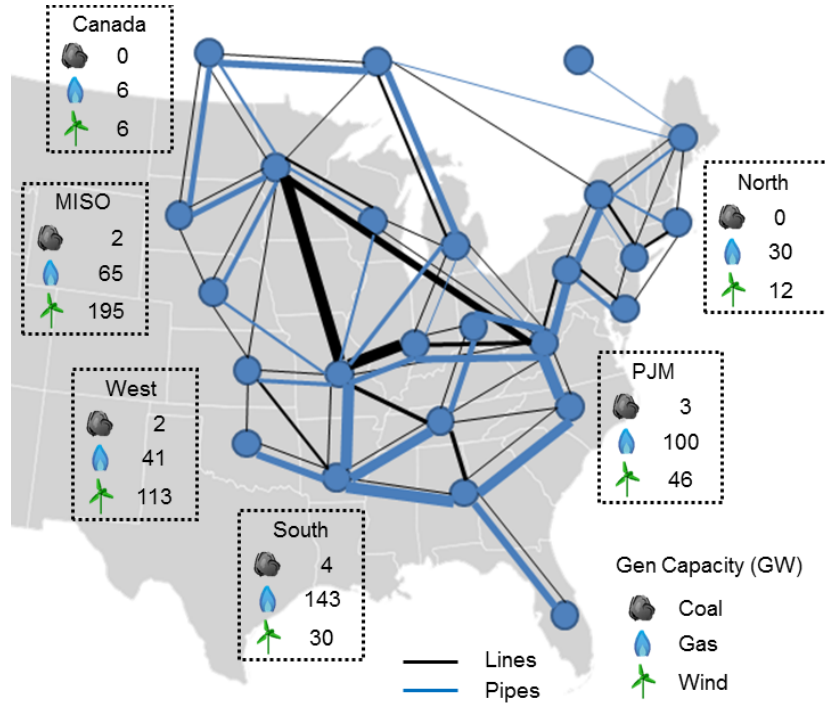 Canada
0
6
6
MISO
2
65
195
West
2
41
113
South
4
143
30
North
0
30
12
PJM
3
100
46
Gen Capacity (GW)
Coal
Gas
Wind
Lines
Pipes